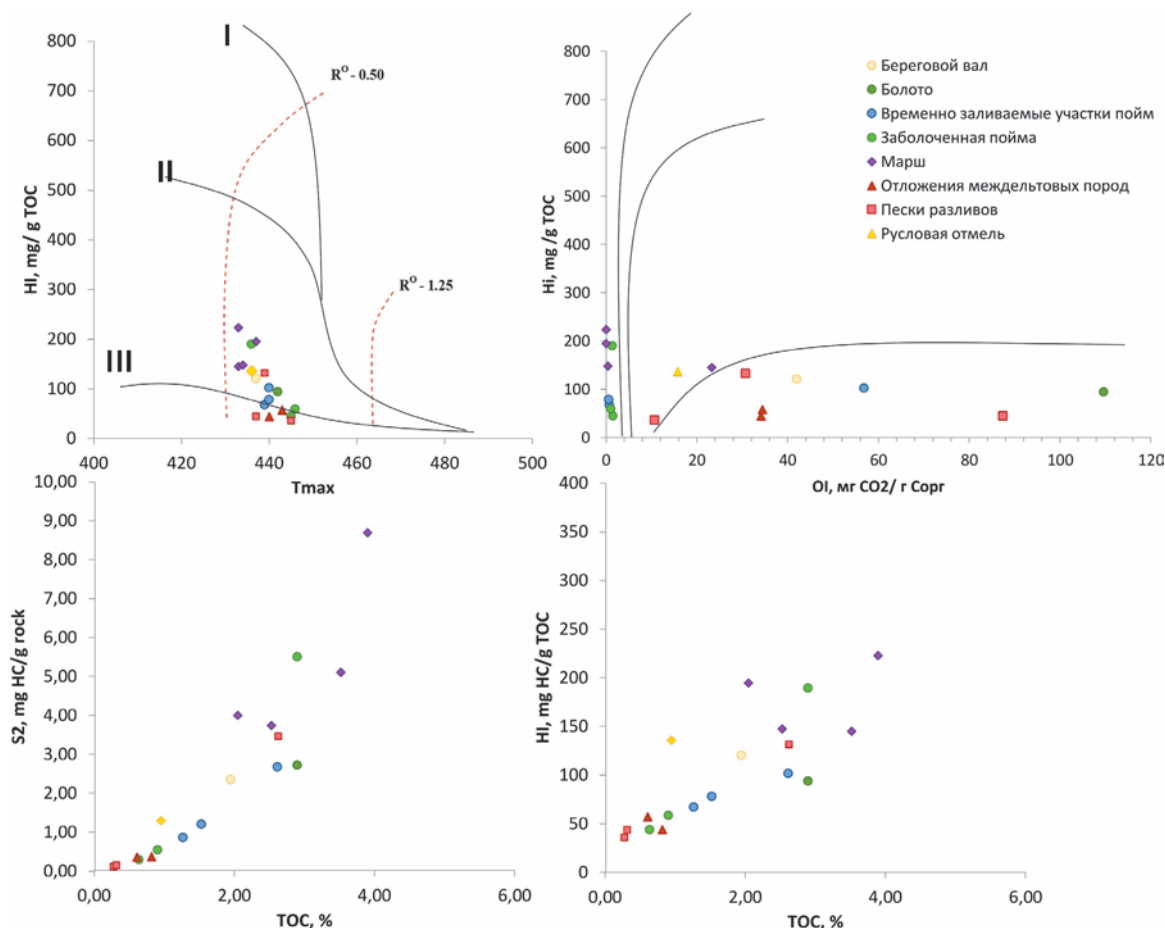 800
700
600
500
400
300
200
100
0
HI, mg/ g TOC
400
420
440
460
480
500
Tmax
I
II
III
R⁰ - 0.50
R⁰ - 1.25
800
700
600
500
400
300
200
100
0
Hi, mg /g TOC
0
20
40
60
80
100
120
OI, мг CO2/ г Cорг
Береговой вал
Болото
Временно заливаемые участки пойм
Заболоченная пойма
Марш
Отложения междельтовых пород
Пески разливов
Русловая отмель
10,00
9,00
8,00
7,00
6,00
5,00
4,00
3,00
2,00
1,00
0,00
S2, mg HC/g rock
0,00
2,00
4,00
6,00
TOC, %
400
350
300
250
200
150
100
50
0
HI, mg HC/g TOC
0,00
2,00
4,00
6,00
TOC, %